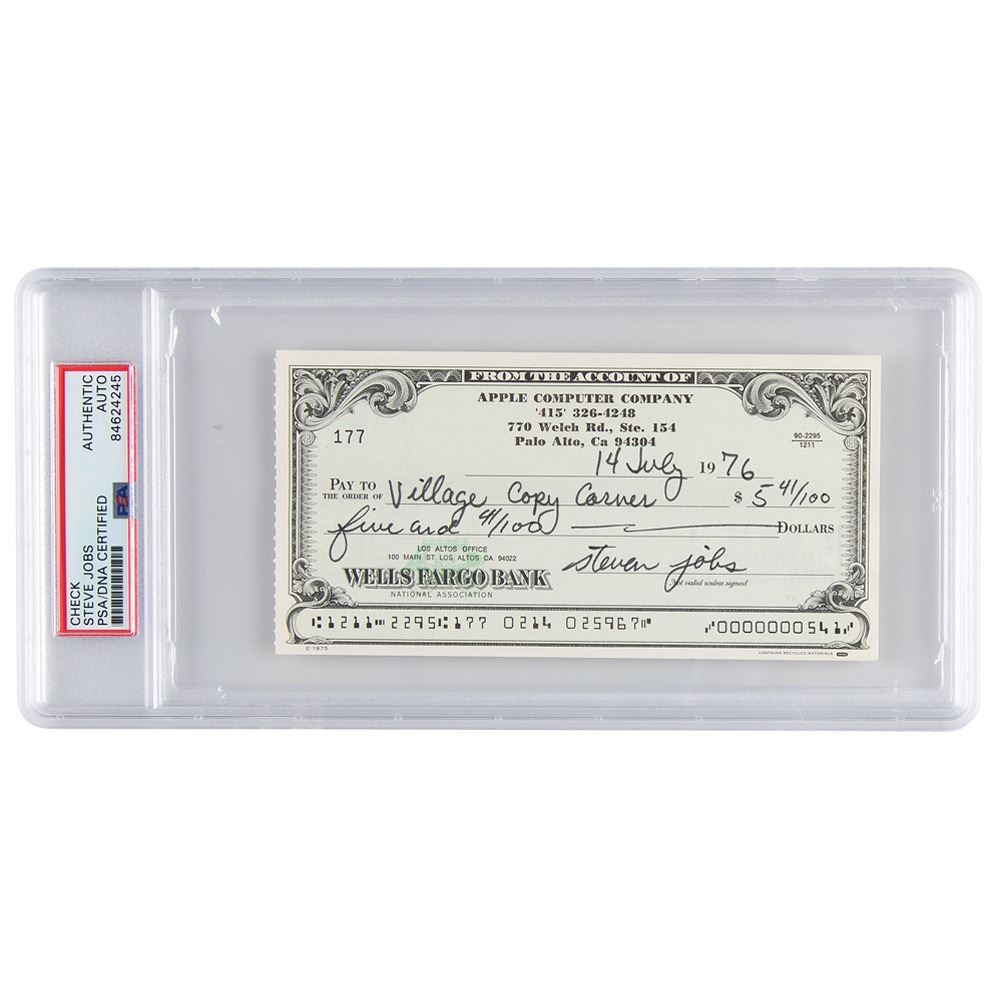 CHECK
STEVE JOBS
PSA/DNA CERTIFIED
AUTHENTIC
AUTO
84624245
PSA
FROM THE ACCOUNT OF
APPLE COMPUTER COMPANY
'415' 326-4248
770 Welch Rd., Ste. 154
Palo Alto, Ca 94304
177
90-2295
1211
14 July 1976
PAY TO
THE ORDER OF Village Copy Corner $ 5 41/100
five and 41/100 DOLLARS
LOS ALTOS OFFICE
100 MAIN ST LOS ALTOS CA 94022
WELLS FARGO BANK
NATIONAL ASSOCIATION
steven jobs
Not valid unless signed
⑆1211⑉2295⑆177 0214 025967⑈ ⑇0000000541⑇
© 1975
CONTAINS RECYCLED MATERIALS